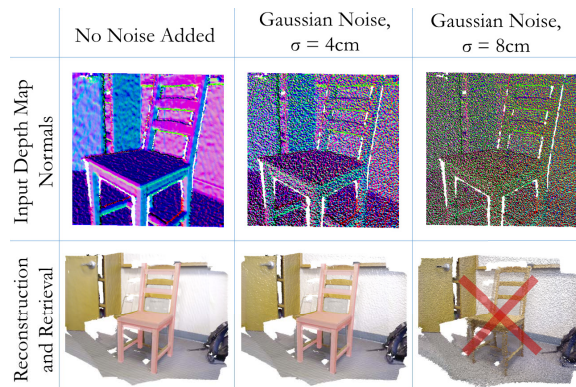 No Noise Added
Gaussian Noise,
σ = 4cm
Gaussian Noise,
σ = 8cm
Input Depth Map
Normals
Reconstruction
and Retrieval